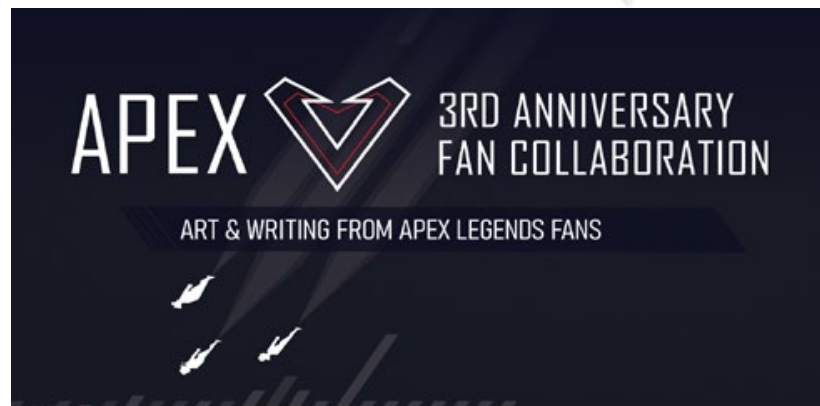 APEX
3RD ANNIVERSARY
FAN COLLABORATION
ART & WRITING FROM APEX LEGENDS FANS